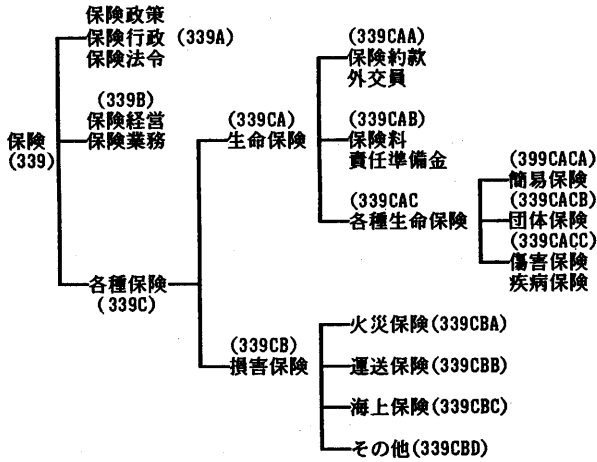 保険政策
保険行政 (339A)
保険法令
(339B)
保険経営
保険業務
保険
(339)
各種保険
(339C)
(339CA)
生命保険
(339CB)
損害保険
(339CAA)
保険約款
外交員
(339CAB)
保険料
責任準備金
(339CAC
各種生命保険
(399CACA)
簡易保険
(339CACB)
団体保険
(339CACC)
傷害保険
疾病保険
火災保険(339CBA)
運送保険(339CBB)
海上保険(339CBC)
その他(339CBD)